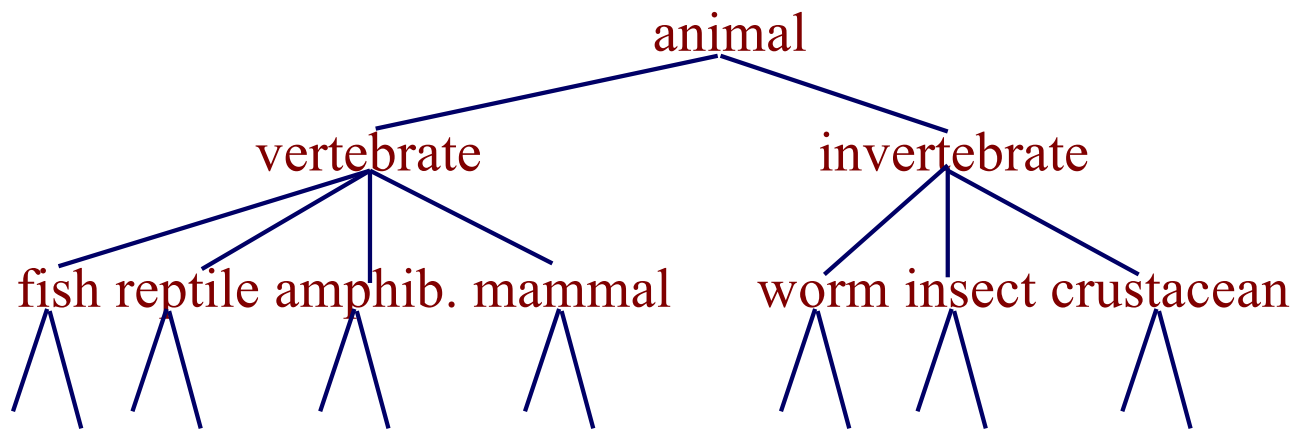 animal
vertebrate invertebrate
fish reptile amphib. mammal worm insect crustacean